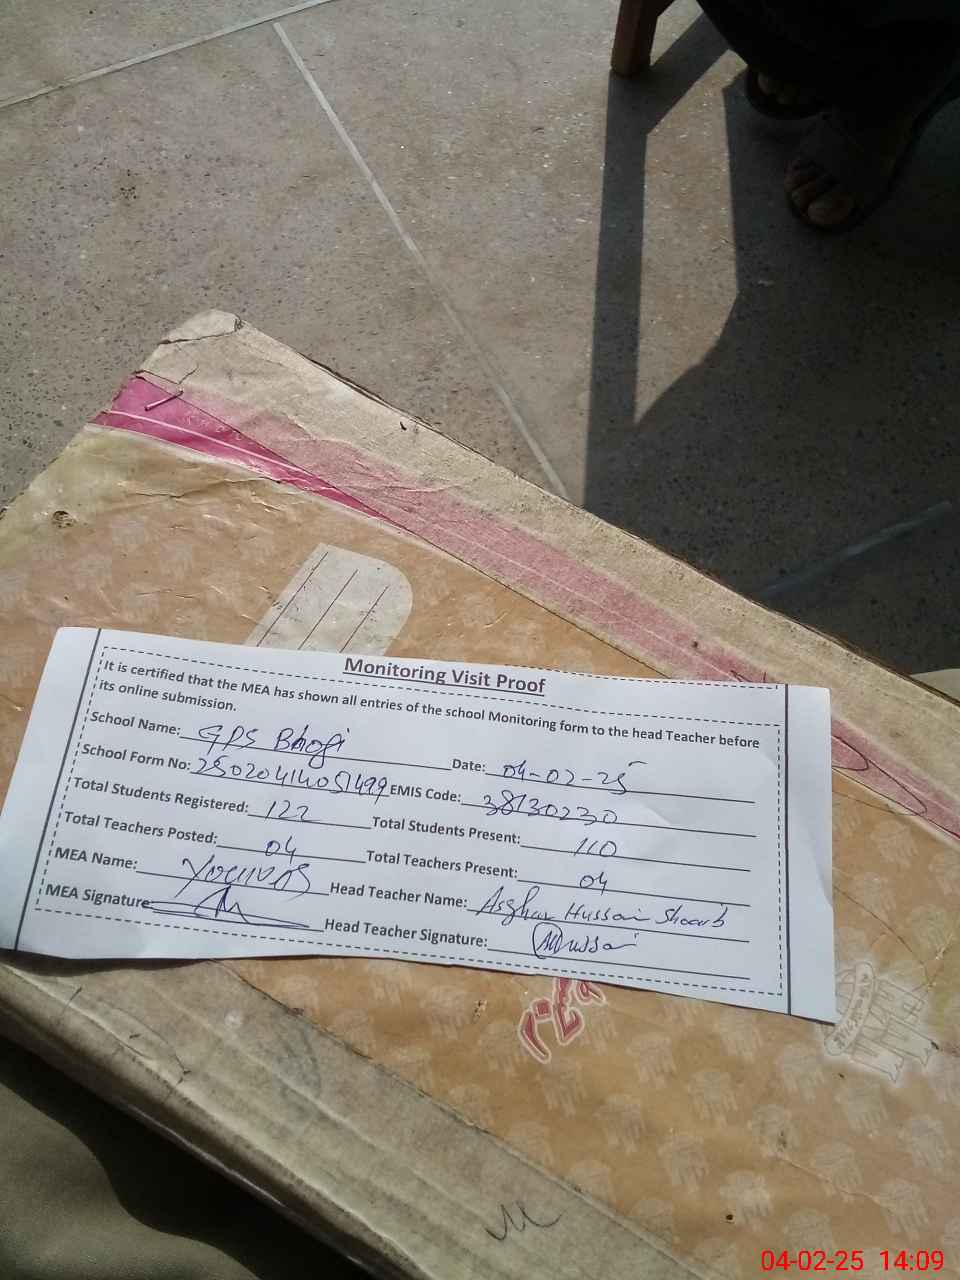 Monitoring Visit Proof
It is certified that the MEA has shown all entries of the school Monitoring form to the head Teacher before
its online submission.
School Name: GPS Bhogi Date: 04-02-25
School Form No: 25020414051499 EMIS Code: 38130230
Total Students Registered: 122 Total Students Present: 110
Total Teachers Posted: 04 Total Teachers Present: 04
MEA Name: Head Teacher Name: Asghar Hussain
MEA Signature: Head Teacher Signature:
04-02-25 14:09